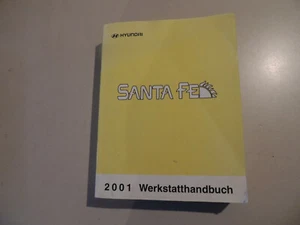 HYUNDAI
SANTA FE
2001 Werkstatthandbuch